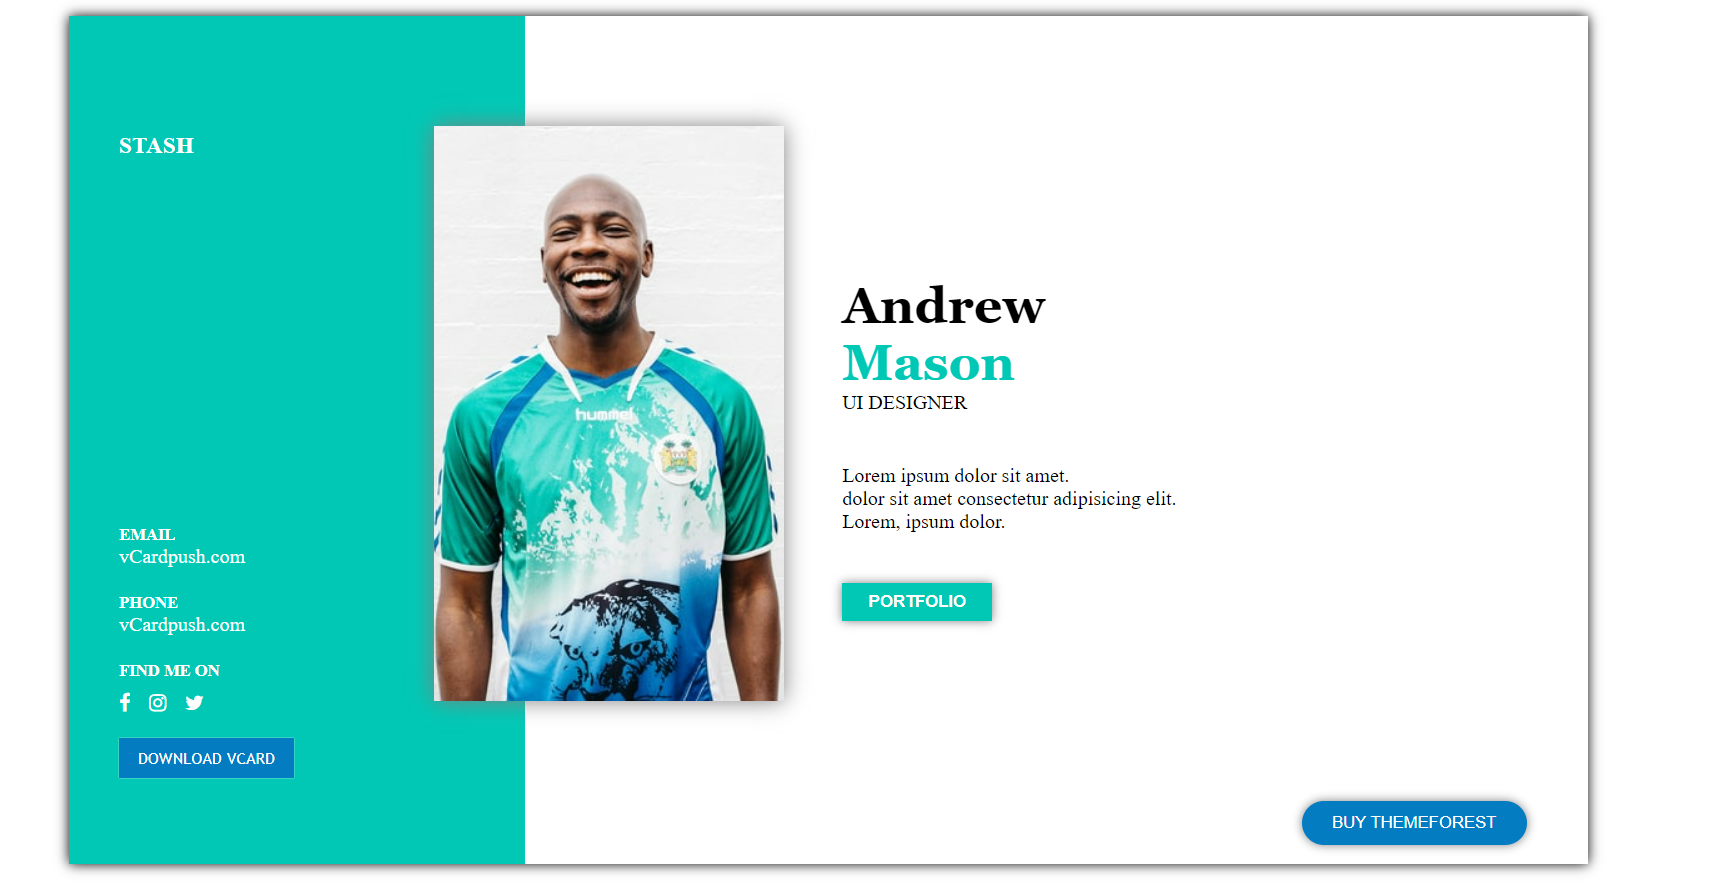 STASH
EMAIL
vCardpush.com
PHONE
vCardpush.com
FIND ME ON
DOWNLOAD VCARD
hummel
Andrew
Mason
UI DESIGNER
Lorem ipsum dolor sit amet.
dolor sit amet consectetur adipisicing elit.
Lorem, ipsum dolor.
PORTFOLIO
BUY THEMEFOREST